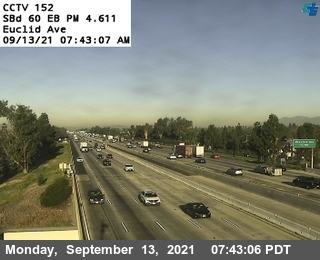 CCTV 152
SBd 60 EB PM 4.611
Euclid Ave
09/13/21 07:43:07 AM
Monday, September 13, 2021 07:43:06 PDT